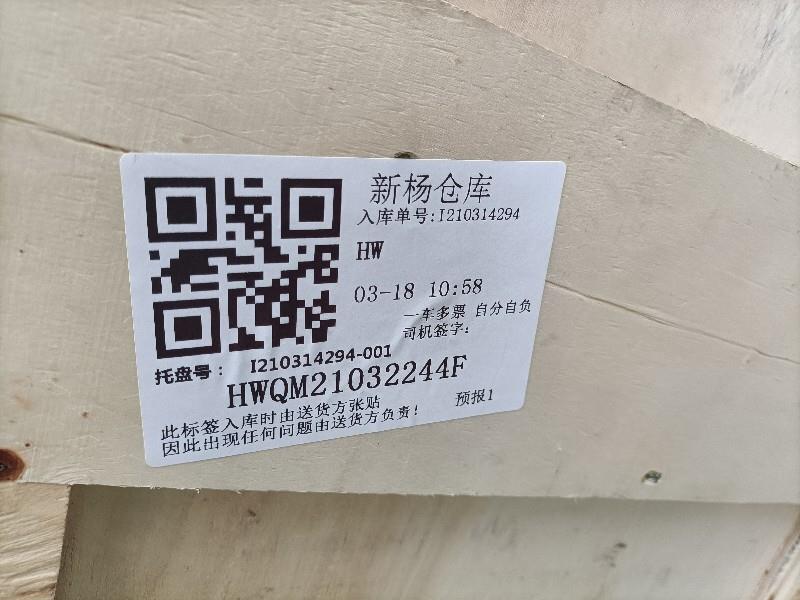 新杨仓库
入库单号:I210314294
HW
03-18 10:58
一车多票 自分自负
司机签字:
托盘号: I210314294-001
HWQM21032244F
预报1
此标签入库时由送货方张贴
因此出现任何问题由送货方负责!